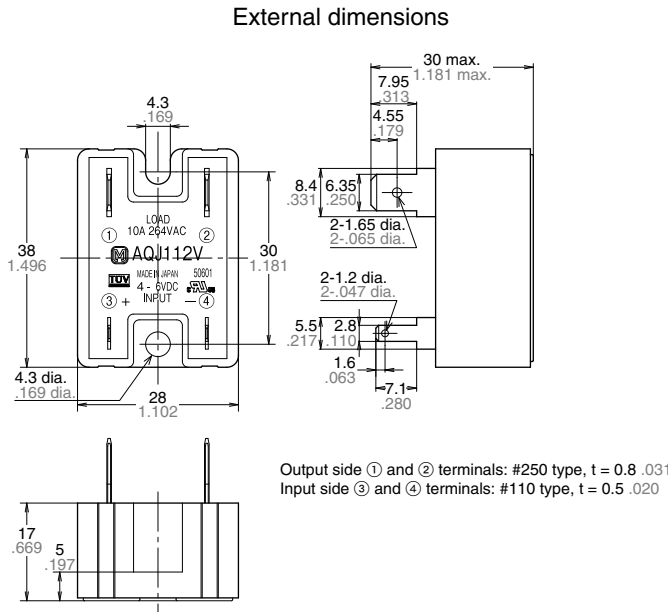 External dimensions
4.3
.169
38
1.496
30
1.181
LOAD
10A 264VAC
① ②
AQJ112V
TÜV
MADE IN JAPAN 50601
4 - 6VDC
③ + INPUT - ④
4.3 dia.
.169 dia.
28
1.102
30 max.
1.181 max.
7.95
.313
4.55
.179
8.4
.331
6.35
.250
2-1.65 dia.
2-.065 dia.
2-1.2 dia.
2-.047 dia.
5.5
.217
2.8
.110
1.6
.063
7.1
.280
17
.669
5
.197
Output side ① and ② terminals: #250 type, t = 0.8 .031
Input side ③ and ④ terminals: #110 type, t = 0.5 .020